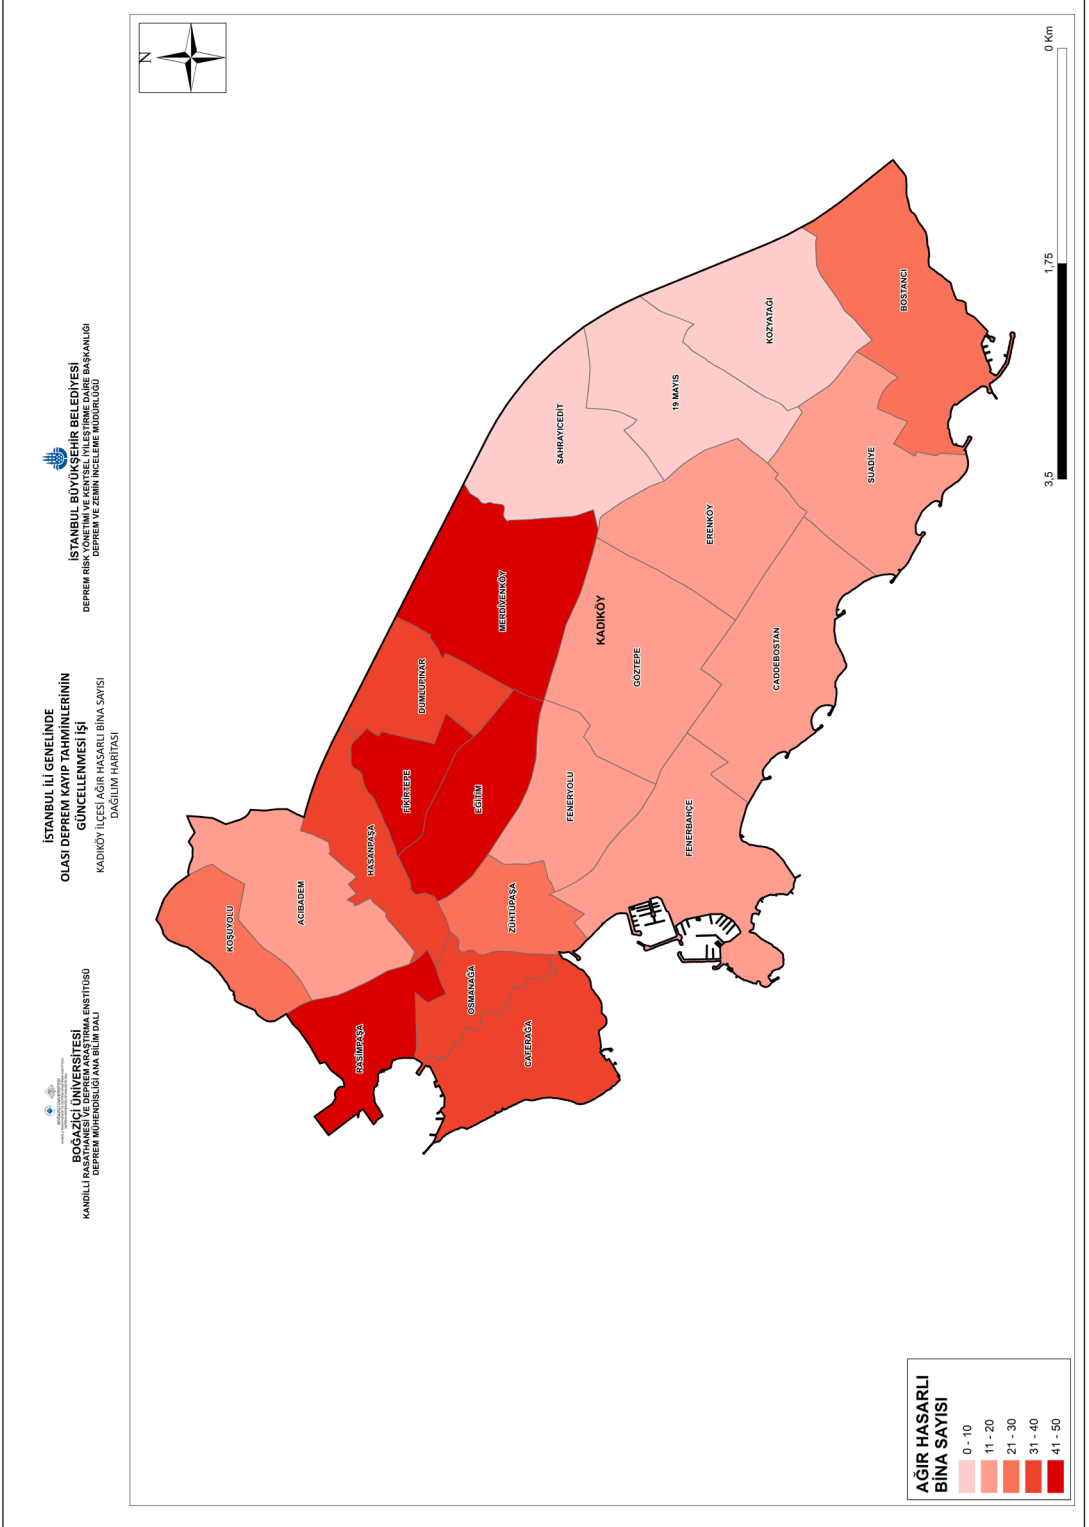 BOĞAZİÇİ ÜNİVERSİTESİ
BOĞAZİÇİ ÜNİVERSİTESİ
KANDİLLİ RASATHANESİ VE DEPREM ARAŞTIRMA ENSTİTÜSÜ
DEPREM MÜHENDİSLİĞİ ANA BİLİM DALI
İSTANBUL İLİ GENELİNDE
OLASI DEPREM KAYIP TAHMİNLERİNİN
GÜNCELLENMESİ İŞİ
KADIKÖY İLÇESİ AĞIR HASARLI BİNA SAYISI
DAĞILIM HARİTASI
İSTANBUL BÜYÜKŞEHİR BELEDİYESİ
DEPREM RİSK YÖNETİMİ VE KENTSEL İYİLEŞTİRME DAİRE BAŞKANLIĞI
DEPREM VE ZEMİN İNCELEME MÜDÜRLÜĞÜ
N
KOŞUYOLU
ACIBADEM
RASİMPAŞA
HASANPAŞA
FİKİRTEPE
DUMLUPINAR
OSMANAĞA
EĞİTİM
MERDİVENKÖY
CAFERAĞA
ZÜHTÜPAŞA
SAHRAYICEDİT
FENERYOLU
KADIKÖY
GÖZTEPE
19 MAYIS
FENERBAHÇE
ERENKÖY
KOZYATAĞI
CADDEBOSTAN
SUADİYE
BOSTANCI
AĞIR HASARLI
BİNA SAYISI
0 - 10
11 - 20
21 - 30
31 - 40
41 - 50
3,5 1,75 0 Km